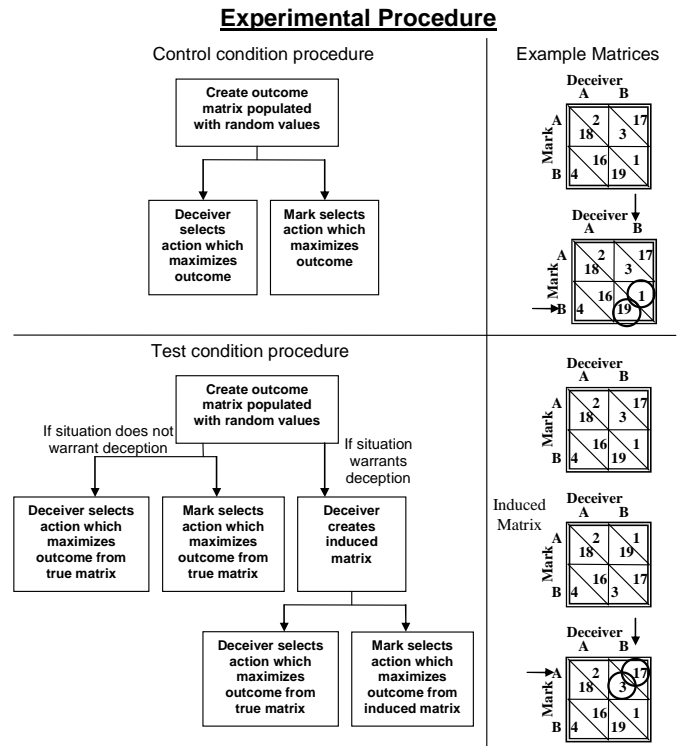 Experimental Procedure
Control condition procedure
Create outcome
matrix populated
with random values
Deceiver
selects
action which
maximizes
outcome
Mark selects
action which
maximizes
outcome
Example Matrices
Deceiver
A B
Mark
A 2 17
18 3
16 1
B 4 19
Deceiver
A B
Mark
A 2 17
18 3
16 1
B 4 19
Test condition procedure
Create outcome
matrix populated
with random values
If situation does not
warrant deception
If situation
warrants
deception
Deceiver selects
action which
maximizes
outcome from
true matrix
Mark selects
action which
maximizes
outcome from
true matrix
Deceiver
creates
induced
matrix
Deceiver selects
action which
maximizes
outcome from
true matrix
Mark selects
action which
maximizes
outcome from
induced matrix
Deceiver
A B
Mark
A 2 17
18 3
16 1
B 4 19
Induced
Matrix
Deceiver
A B
Mark
A 2 1
18 19
16 17
B 4 3
Deceiver
A B
Mark
A 2 17
18 3
16 1
B 4 19